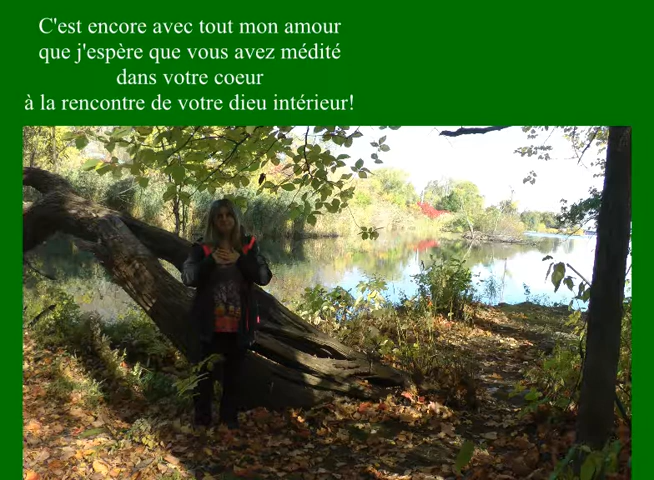 C'est encore avec tout mon amour
que j'espère que vous avez médité
dans votre coeur
à la rencontre de votre dieu intérieur!